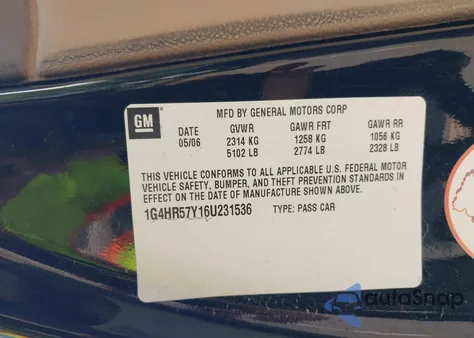 GM
MFD BY GENERAL MOTORS CORP
DATE GVWR GAWR FRT GAWR RR
05/06 2314 KG 1258 KG 1056 KG
5102 LB 2774 LB 2328 LB
THIS VEHICLE CONFORMS TO ALL APPLICABLE U.S. FEDERAL MOTOR
VEHICLE SAFETY, BUMPER, AND THEFT PREVENTION STANDARDS IN
EFFECT ON THE DATE OF MANUFACTURE SHOWN ABOVE.
1G4HR57Y16U231536 TYPE: PASS CAR
autoSnap